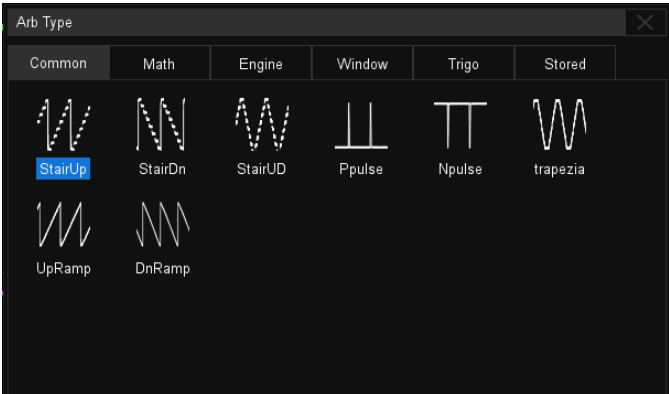 Arb Type
Common Math Engine Window Trigo Stored
StairUp StairDn StairUD Ppulse Npulse trapezia
UpRamp DnRamp